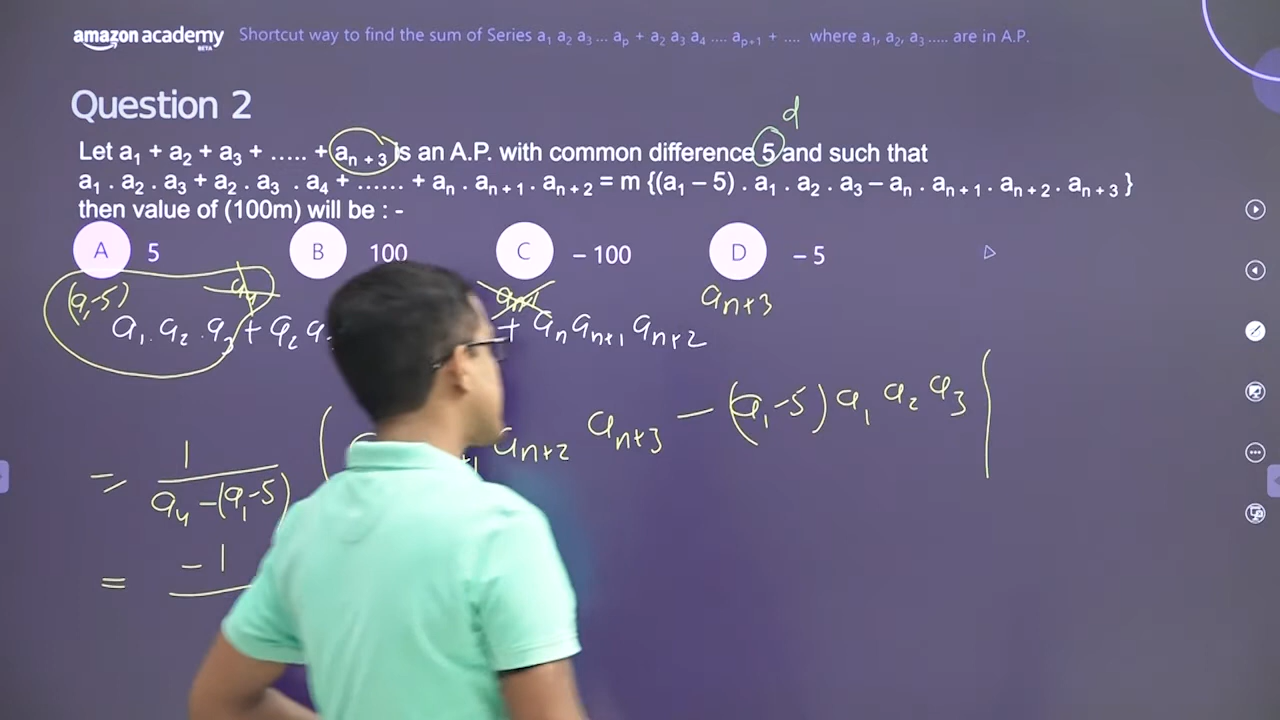 amazon academy
BETA
Shortcut way to find the sum of Series a₁ a₂ a₃ ... aₚ + a₂ a₃ a₄ .... aₚ₊₁ + .... where a₁, a₂, a₃ ..... are in A.P.
Question 2
d
Let a₁ + a₂ + a₃ + ..... + aₙ ₊ ₃ is an A.P. with common difference 5 and such that
a₁ . a₂ . a₃ + a₂ . a₃ . a₄ + ...... + aₙ . aₙ ₊ ₁ . aₙ ₊ ₂ = m {(a₁ – 5) . a₁ . a₂ . a₃ – aₙ . aₙ ₊ ₁ . aₙ ₊ ₂ . aₙ ₊ ₃ }
then value of (100m) will be : -
A 5 B 100 C – 100 D – 5
(a₁-5) a₄ aₙ₋₁ aₙ₊₃
a₁ . a₂ . a₃ + a₂ + aₙ aₙ₊₁ aₙ₊₂
= 1 ( aₙ₊₂ aₙ₊₃ – (a₁-5) a₁ a₂ a₃
a₄ – (a₁-5)
= -1